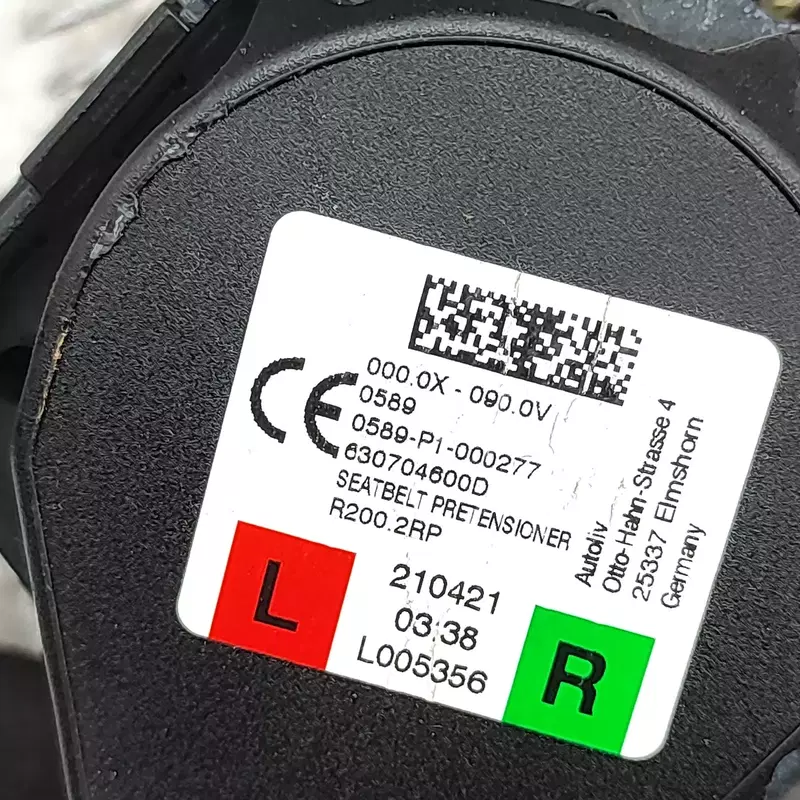 CE
000.0X - 090.0V
0589
0589-P1-000277
630704600D
SEATBELT PRETENSIONER
R200.2RP
Autoliv
Otto-Hahn-Strasse 4
25337 Elmshorn
Germany
L
210421
03:38
L005356
R